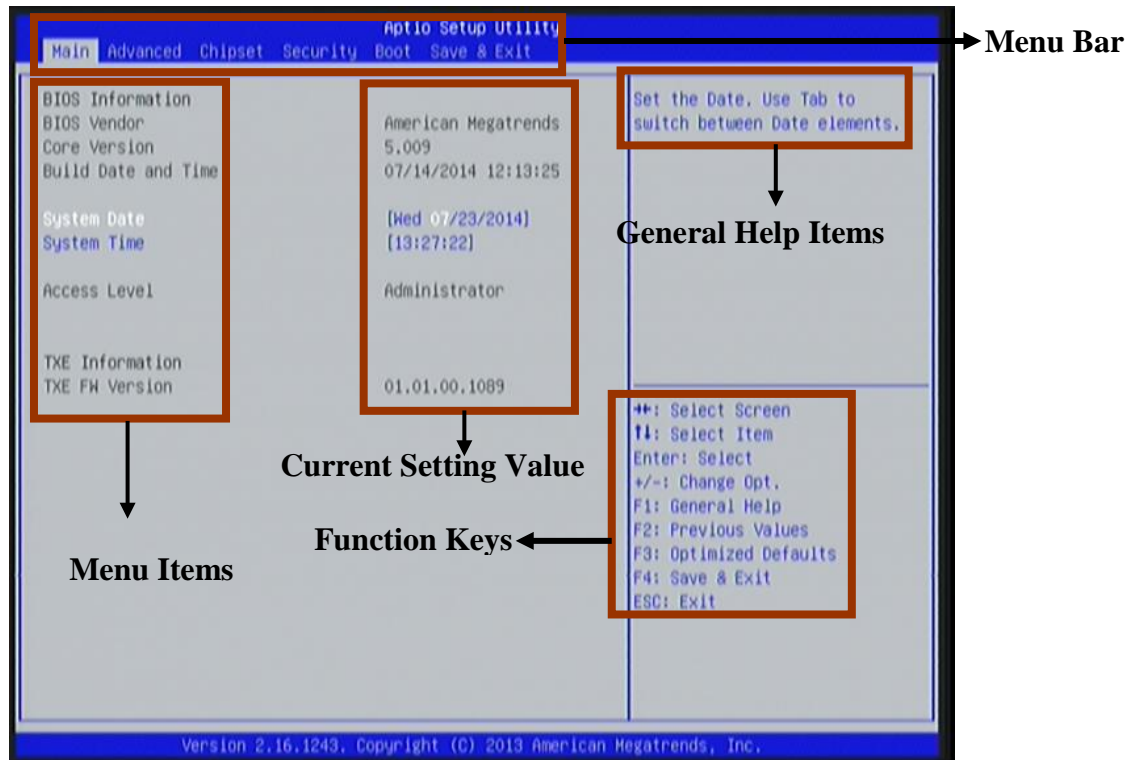 Aptio Setup Utility
Main Advanced Chipset Security Boot Save & Exit
Menu Bar
BIOS Information
BIOS Vendor American Megatrends
Core Version 5.009
Build Date and Time 07/14/2014 12:13:25
System Date [Wed 07/23/2014]
System Time [13:27:22]
Access Level Administrator
TXE Information
TXE FW Version 01.01.00.1089
Set the Date. Use Tab to
switch between Date elements.
General Help Items
→←: Select Screen
↑↓: Select Item
Enter: Select
+/-: Change Opt.
F1: General Help
F2: Previous Values
F3: Optimized Defaults
F4: Save & Exit
ESC: Exit
Current Setting Value
Function Keys
Menu Items
Version 2.16.1243. Copyright (C) 2013 American Megatrends, Inc.